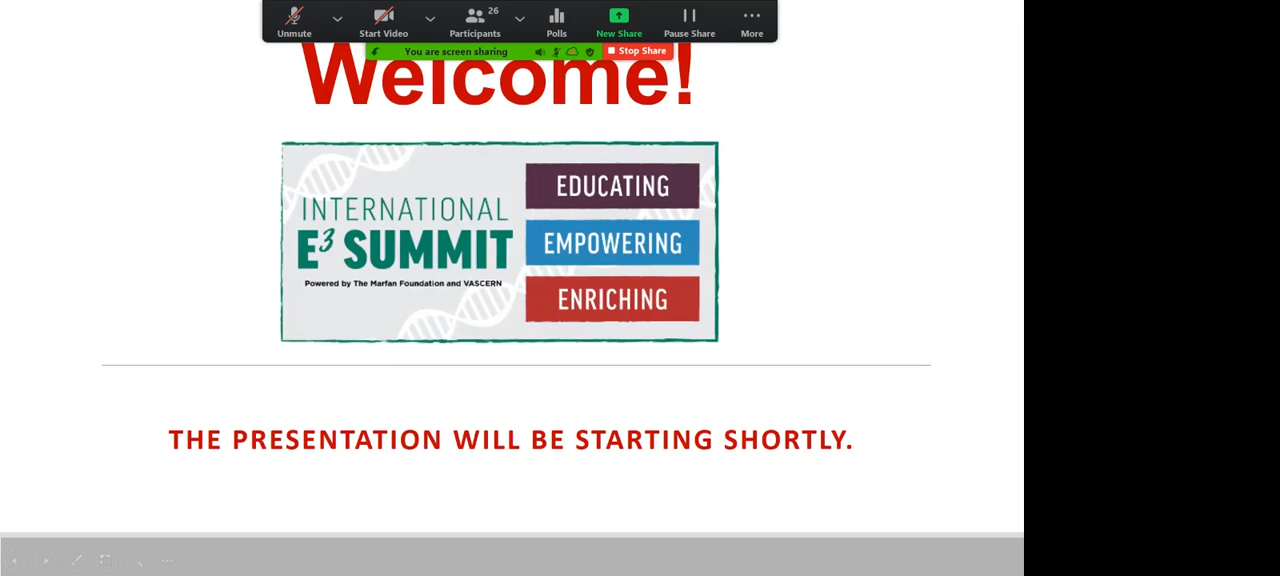 26
Unmute
Start Video
Participants
Polls
New Share
Pause Share
More
You are screen sharing
Stop Share
Welcome!
INTERNATIONAL
E³ SUMMIT
Powered by The Marfan Foundation and VASCERN
EDUCATING
EMPOWERING
ENRICHING
THE PRESENTATION WILL BE STARTING SHORTLY.